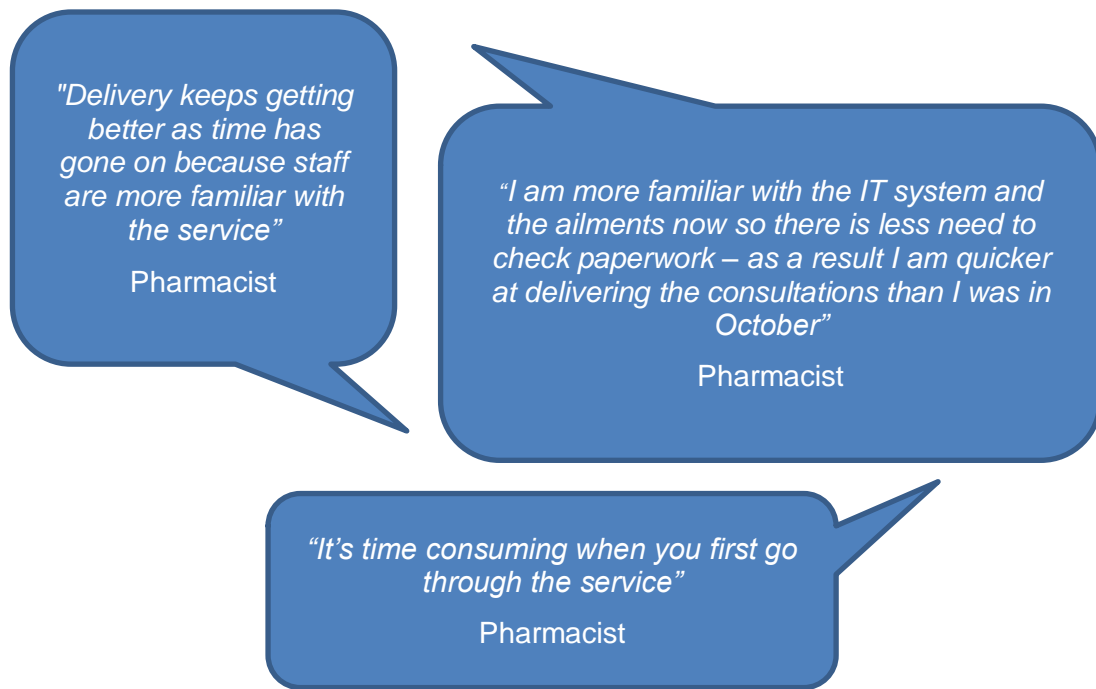 "Delivery keeps getting
better as time has
gone on because staff
are more familiar with
the service”
Pharmacist
“I am more familiar with the IT system and
the ailments now so there is less need to
check paperwork – as a result I am quicker
at delivering the consultations than I was in
October”
Pharmacist
“It’s time consuming when you first go
through the service”
Pharmacist